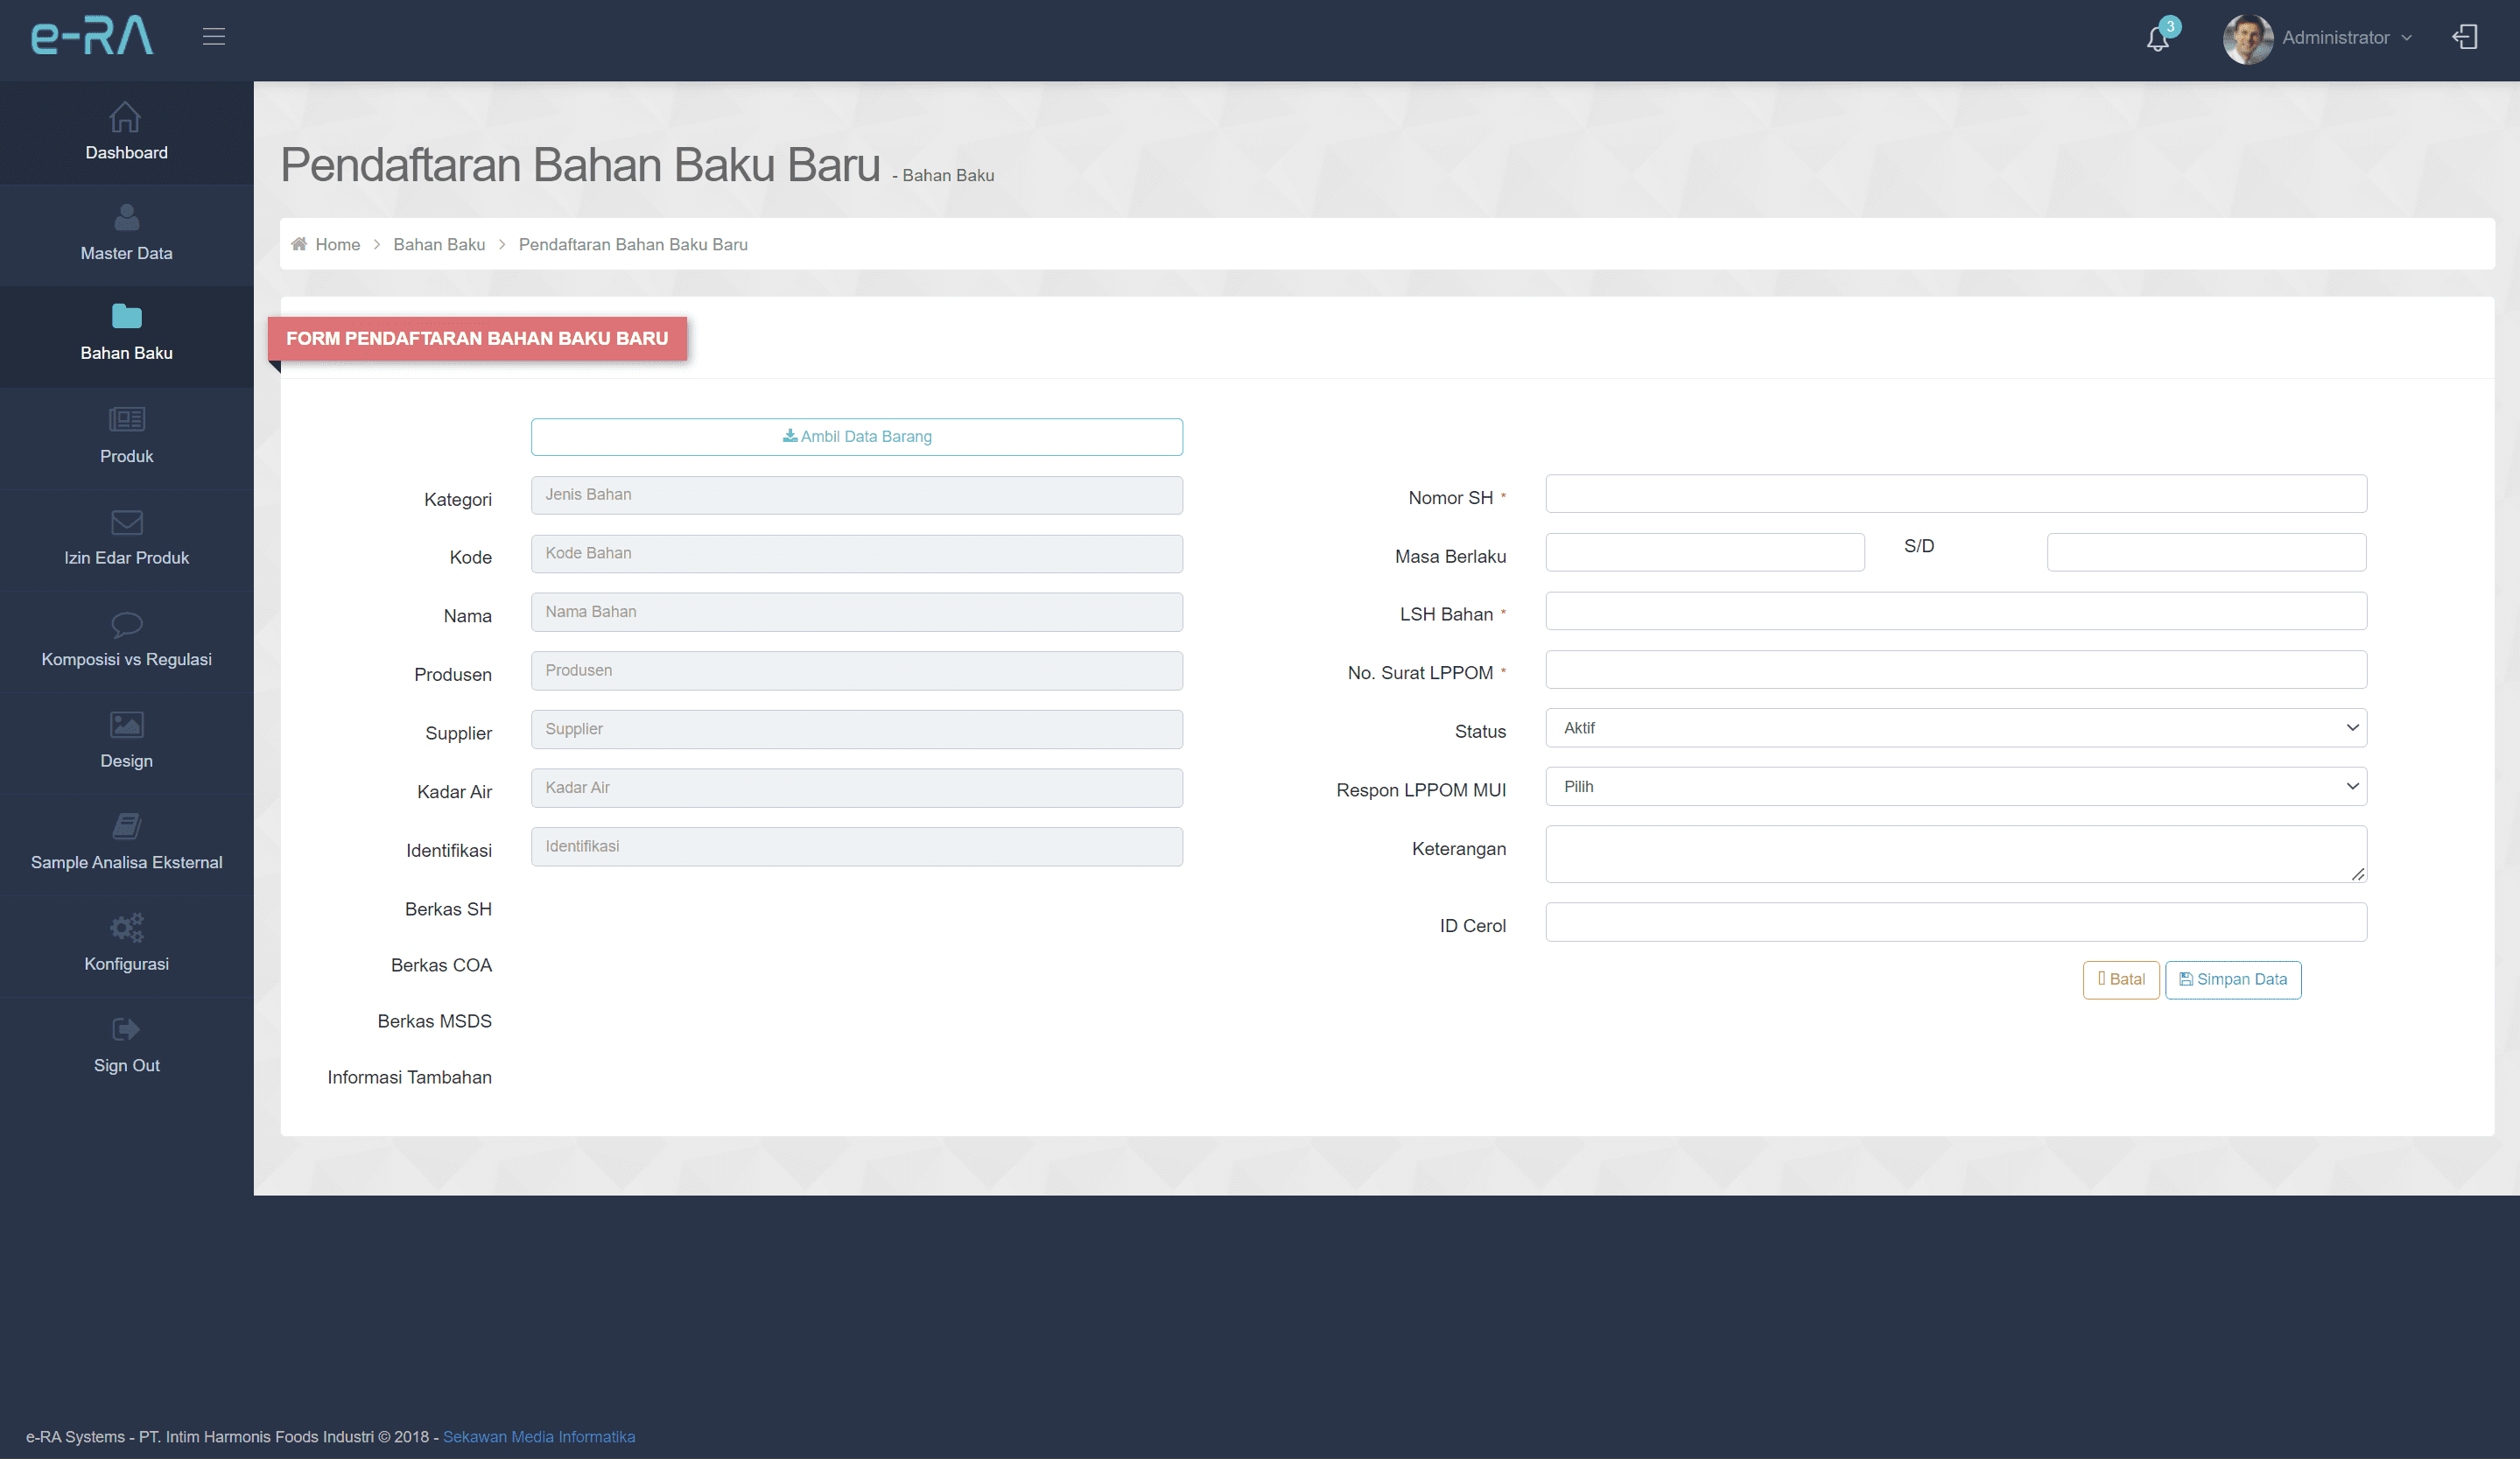 e-RA
3
Administrator
Dashboard
Master Data
Bahan Baku
Produk
Izin Edar Produk
Komposisi vs Regulasi
Design
Sample Analisa Eksternal
Konfigurasi
Sign Out
Pendaftaran Bahan Baku Baru - Bahan Baku
Home > Bahan Baku > Pendaftaran Bahan Baku Baru
FORM PENDAFTARAN BAHAN BAKU BARU
Ambil Data Barang
Kategori Jenis Bahan
Kode Kode Bahan
Nama Nama Bahan
Produsen Produsen
Supplier Supplier
Kadar Air Kadar Air
Identifikasi Identifikasi
Berkas SH
Berkas COA
Berkas MSDS
Informasi Tambahan
Nomor SH *
Masa Berlaku S/D
LSH Bahan *
No. Surat LPPOM *
Status Aktif
Respon LPPOM MUI Pilih
Keterangan
ID Cerol
Batal Simpan Data
e-RA Systems - PT. Intim Harmonis Foods Industri © 2018 - Sekawan Media Informatika